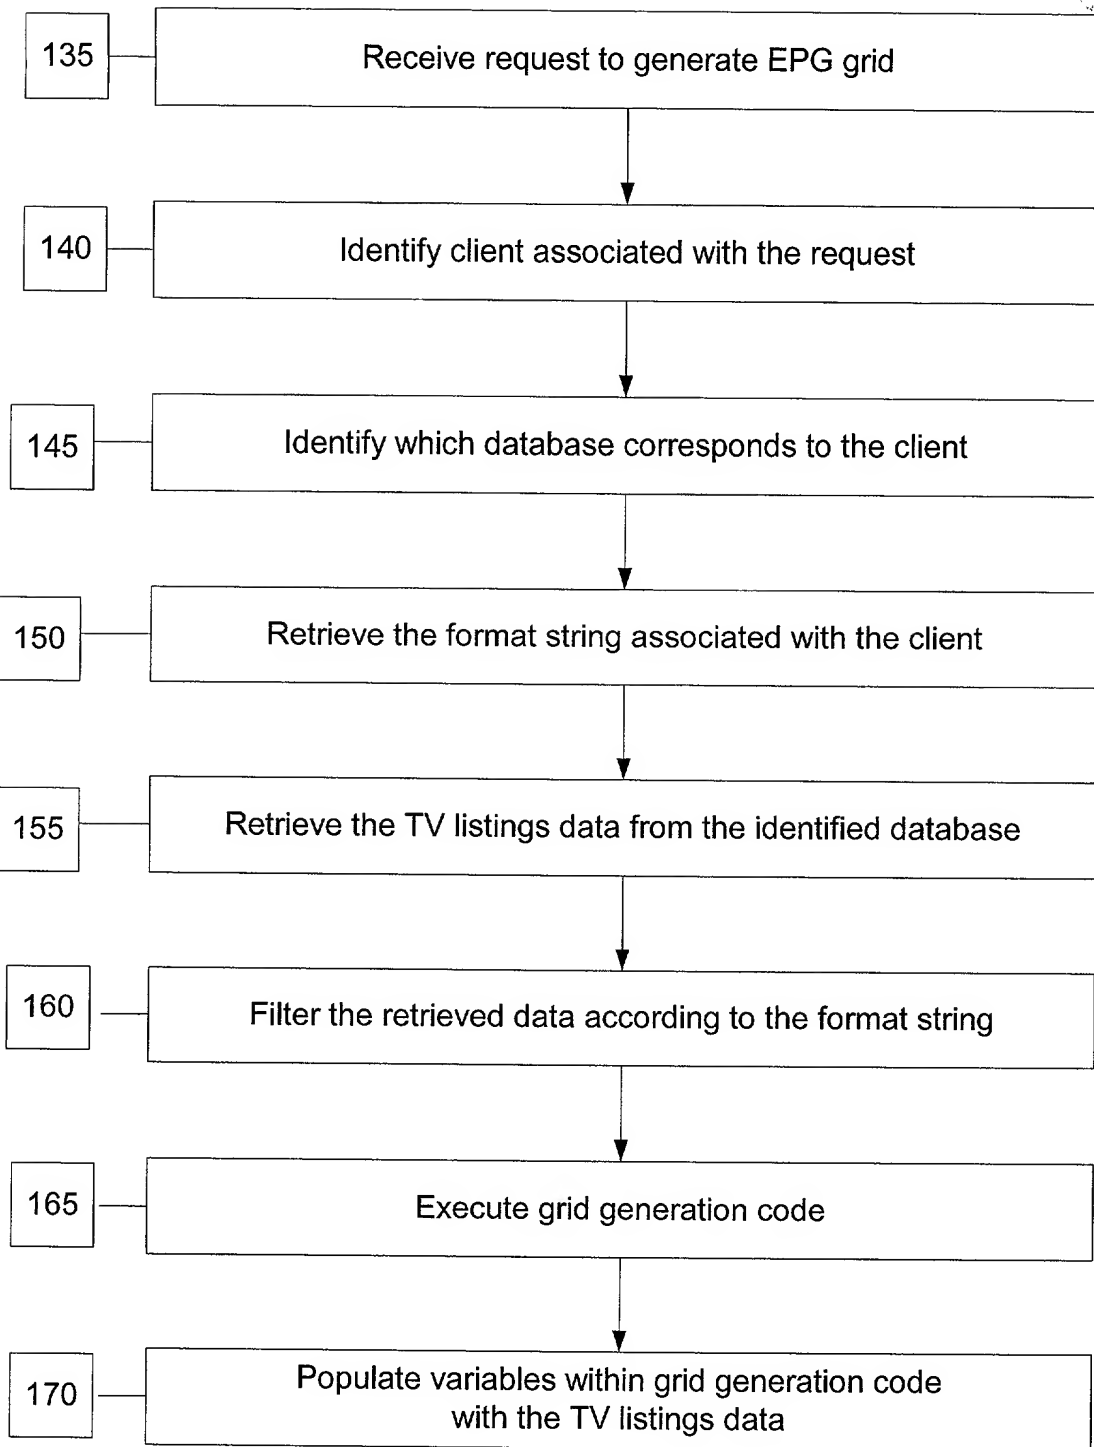 135
Receive request to generate EPG grid
140
Identify client associated with the request
145
Identify which database corresponds to the client
150
Retrieve the format string associated with the client
155
Retrieve the TV listings data from the identified database
160
Filter the retrieved data according to the format string
165
Execute grid generation code
170
Populate variables within grid generation code
with the TV listings data